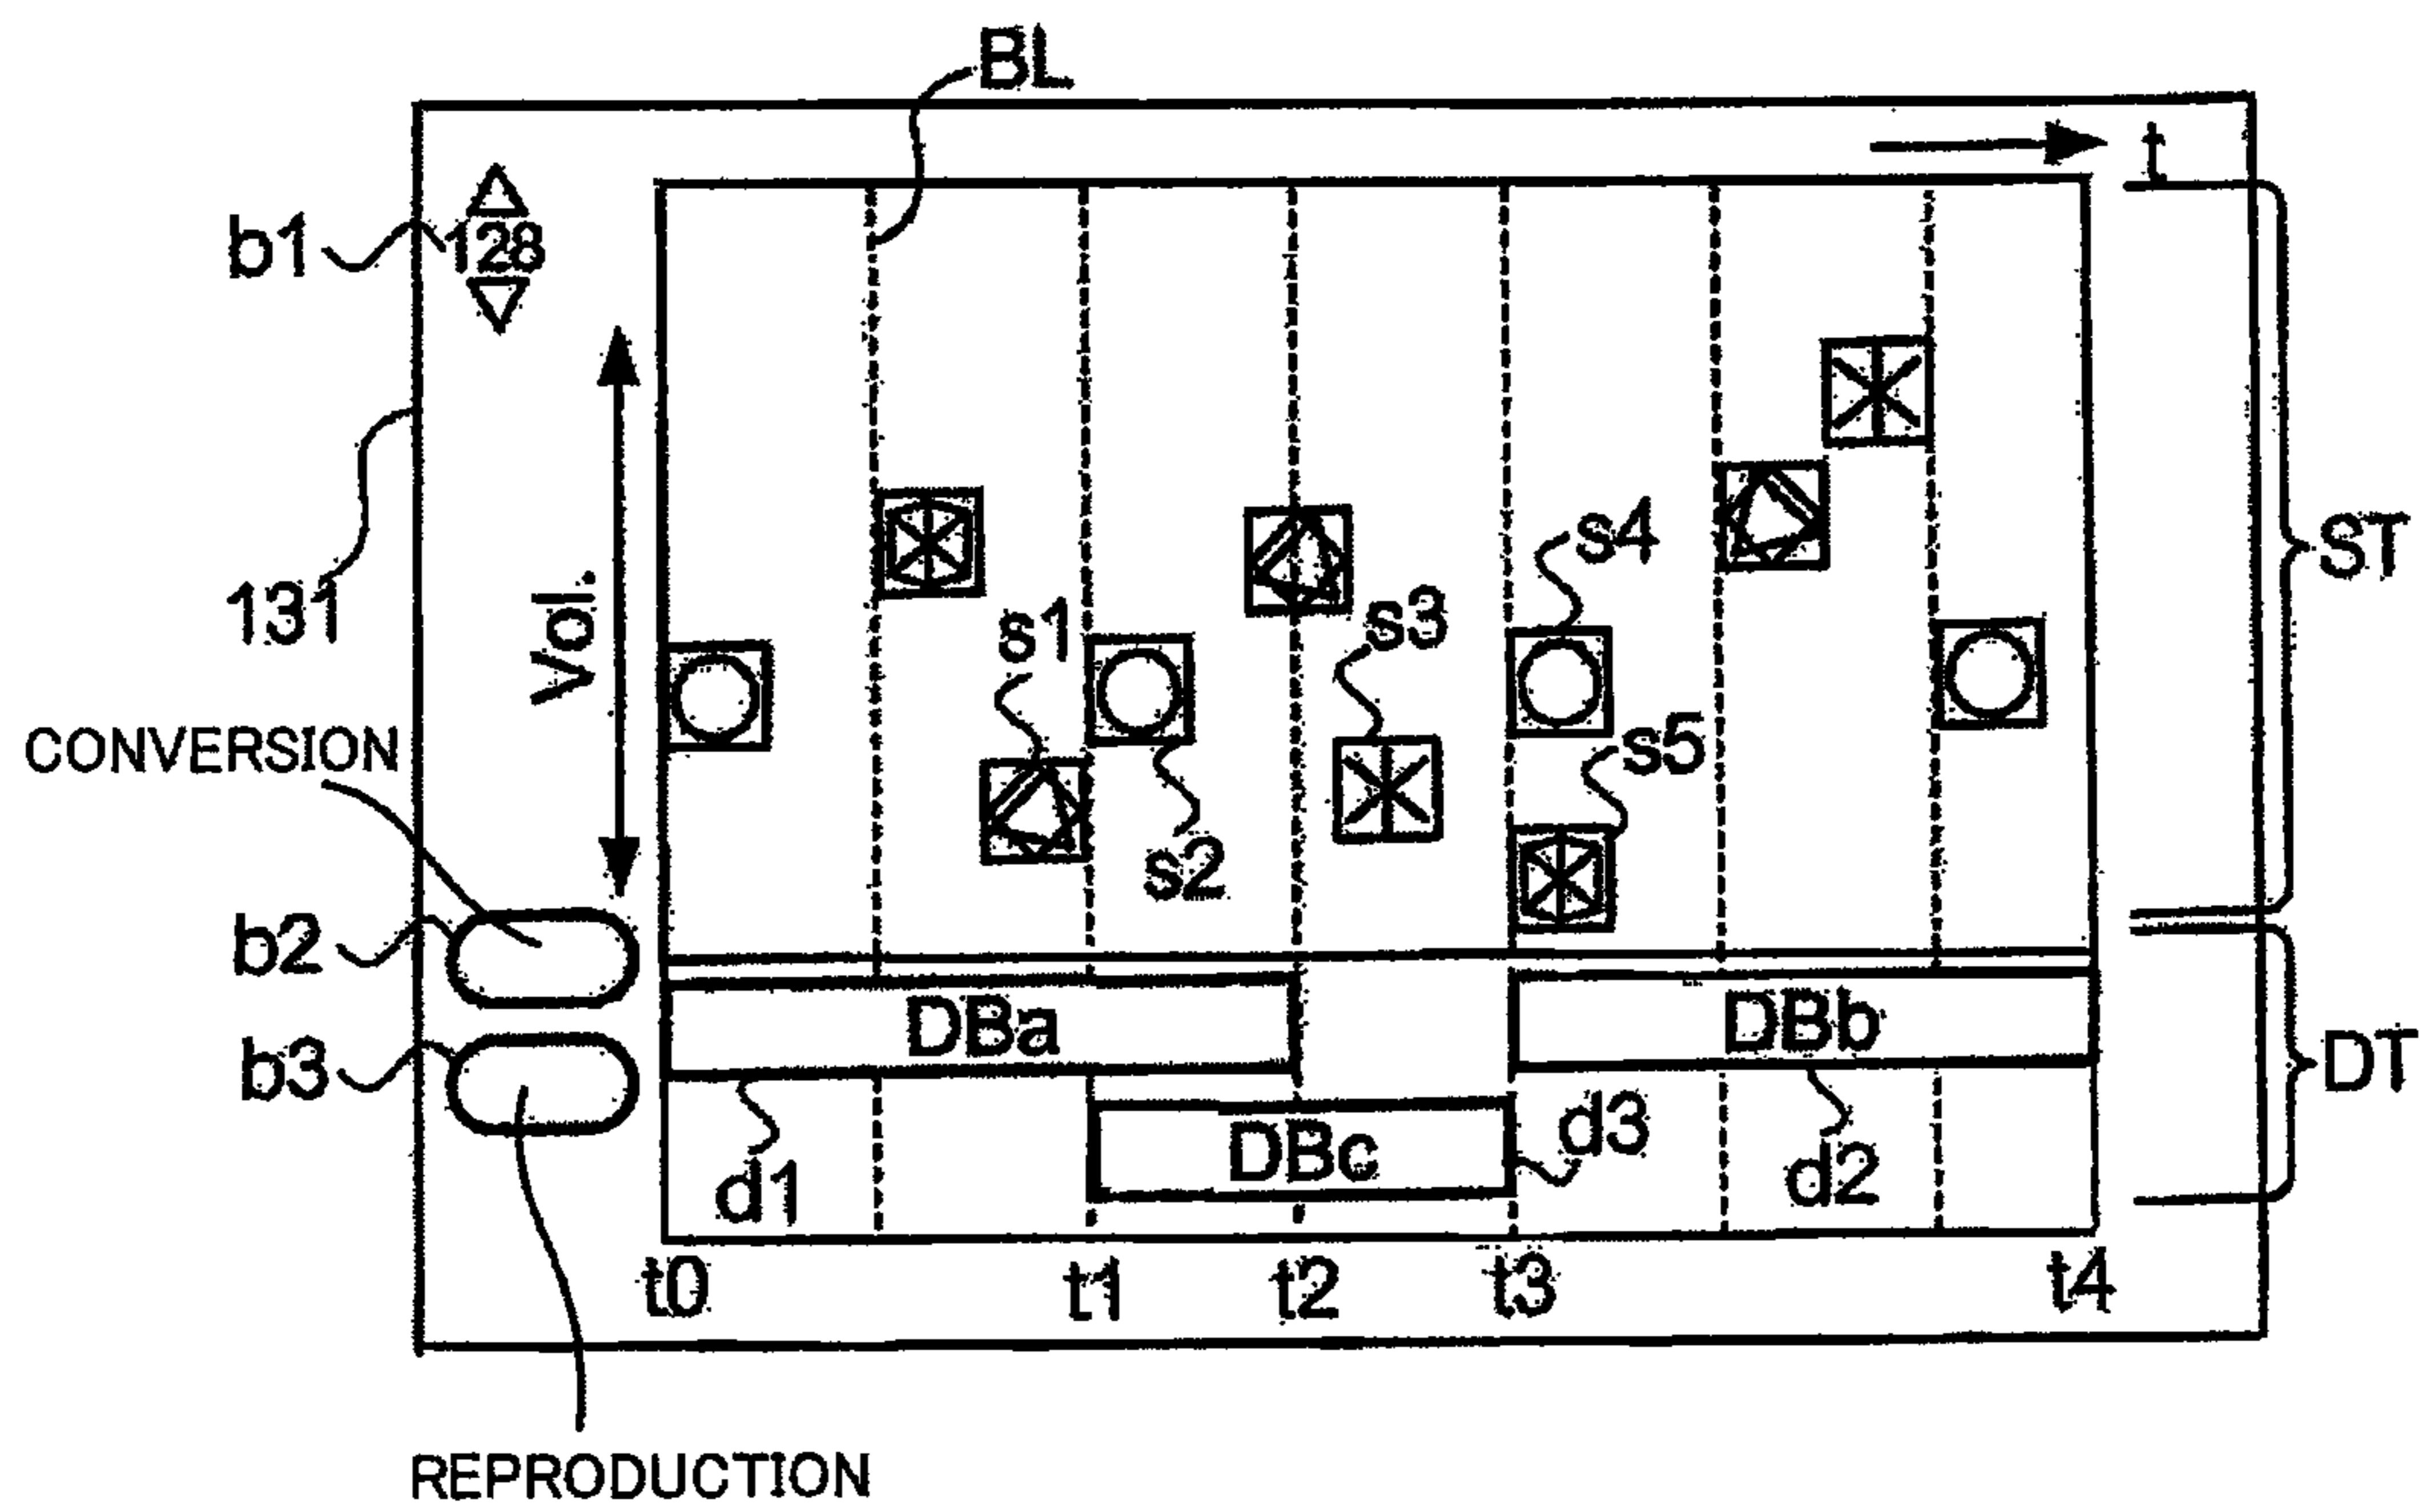 BL
t
b1
128
131
Vol.
s4
ST
s1
s3
s5
CONVERSION
s2
b2
DBa
DBb
b3
DT
DBc
d3
d1
d2
t0
t1
t2
t3
t4
REPRODUCTION